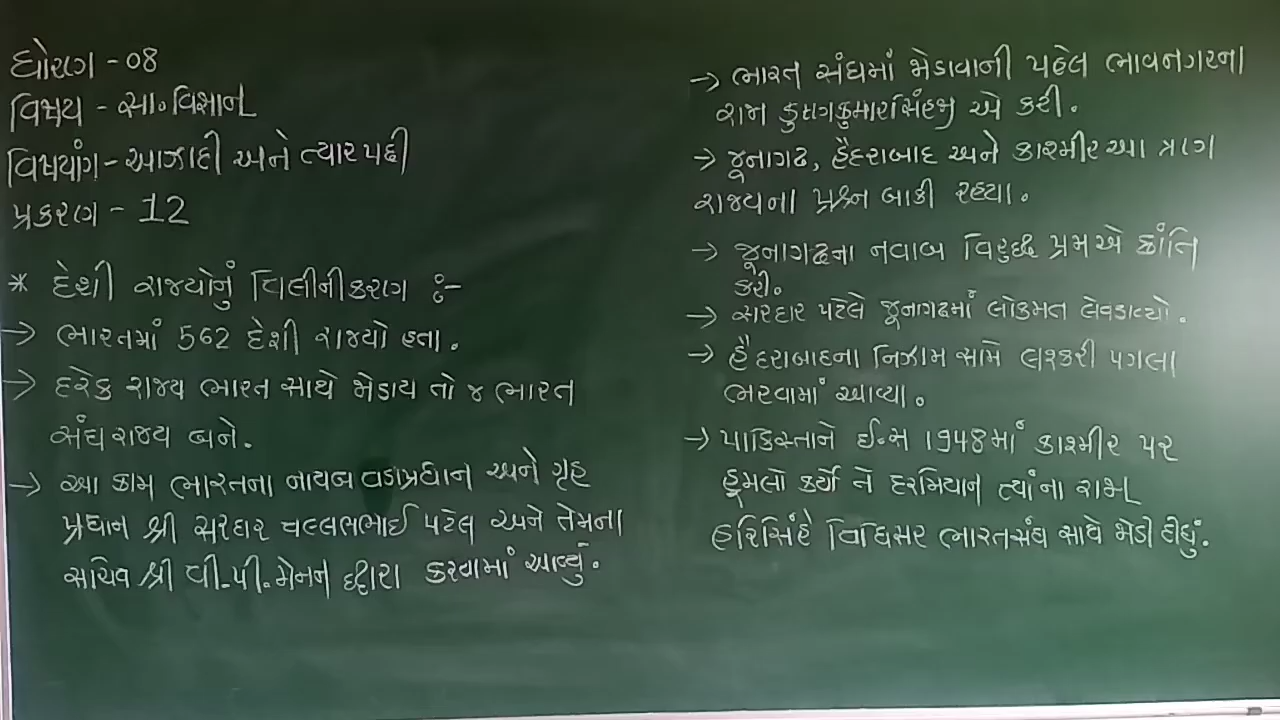 ધોરણ - ૦8
વિષય - સા.વિજ્ઞાન
વિષયાંગ - આઝાદી અને ત્યાર પછી
પ્રકરણ - 12
* દેશી રાજ્યોનું વિલીનીકરણ :-
→ ભારતમાં 562 દેશી રાજ્યો હતા.
→ દરેક રાજ્ય ભારત સાથે જોડાય તો જ ભારત
સંઘ રાજ્ય બને.
→ આ કામ ભારતના નાયબ વડાપ્રધાન અને ગૃહ
પ્રધાન શ્રી સરદાર વલ્લભભાઈ પટેલ અને તેમના
સચિવ શ્રી વી.પી.મેનન દ્વારા કરવામાં આવ્યું.
→ ભારત સંઘમાં જોડાવાની પહેલ ભાવનગરના
રાજા કૃષ્ણકુમારસિંહજી એ કરી.
→ જૂનાગઢ, હૈદરાબાદ અને કાશ્મીર આ ત્રણ
રાજ્યના પ્રશ્ન બાકી રહ્યા.
→ જૂનાગઢના નવાબ વિરુદ્ધ પ્રજાએ ક્રાંતિ
કરી.
→ સરદાર પટેલે જૂનાગઢમાં લોકમત લેવડાવ્યો.
→ હૈદરાબાદના નિઝામ સામે લશ્કરી પગલા
ભરવામાં આવ્યા.
→ પાકિસ્તાને ઈ.સ 1948માં કાશ્મીર પર
હૂમલો કર્યો તે દરમિયાન ત્યાંના રાજા
હરિસિંહે વિધિસર ભારતસંઘ સાથે જોડી દીધું.